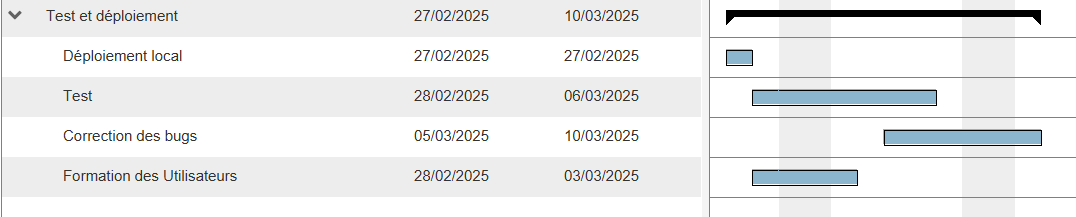 Test et déploiement 27/02/2025 10/03/2025
Déploiement local 27/02/2025 27/02/2025
Test 28/02/2025 06/03/2025
Correction des bugs 05/03/2025 10/03/2025
Formation des Utilisateurs 28/02/2025 03/03/2025